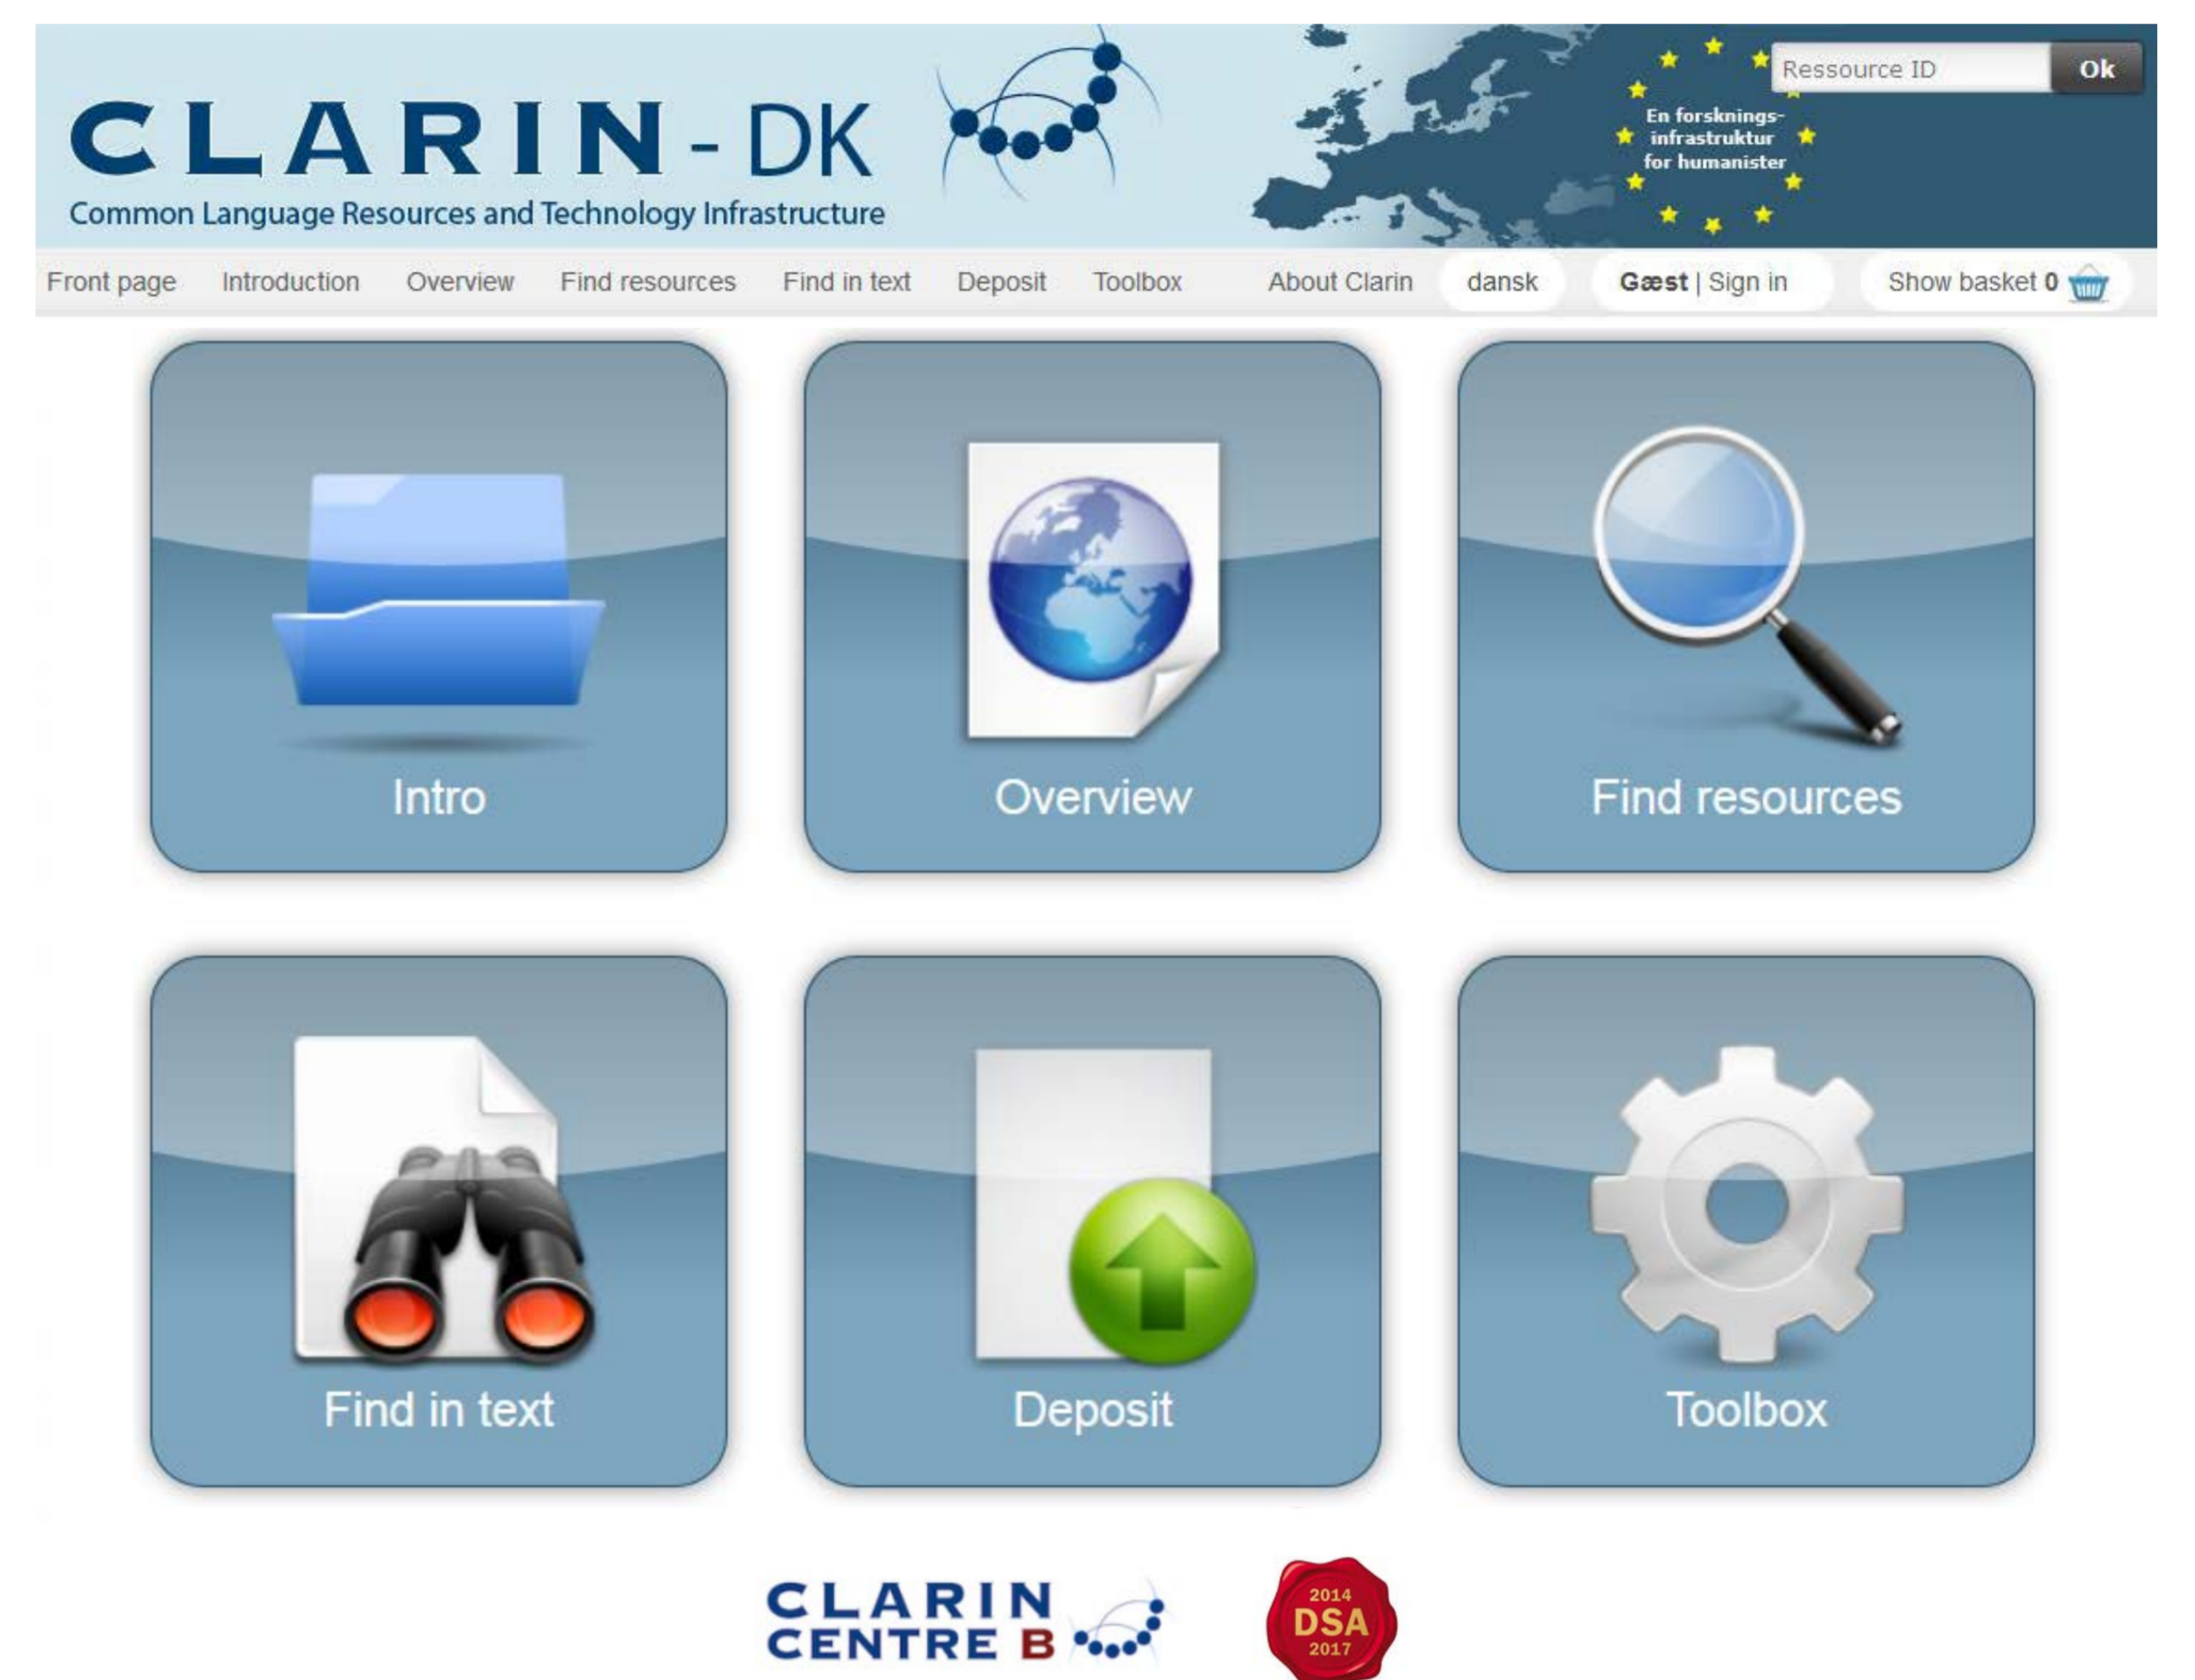 CLARIN-DK
Common Language Resources and Technology Infrastructure
Ressource ID Ok
En forsknings-
infrastruktur
for humanister
Front page Introduction Overview Find resources Find in text Deposit Toolbox About Clarin dansk Gæst | Sign in Show basket 0
Intro
Overview
Find resources
Find in text
Deposit
Toolbox
CLARIN
CENTRE B
2014
DSA
2017